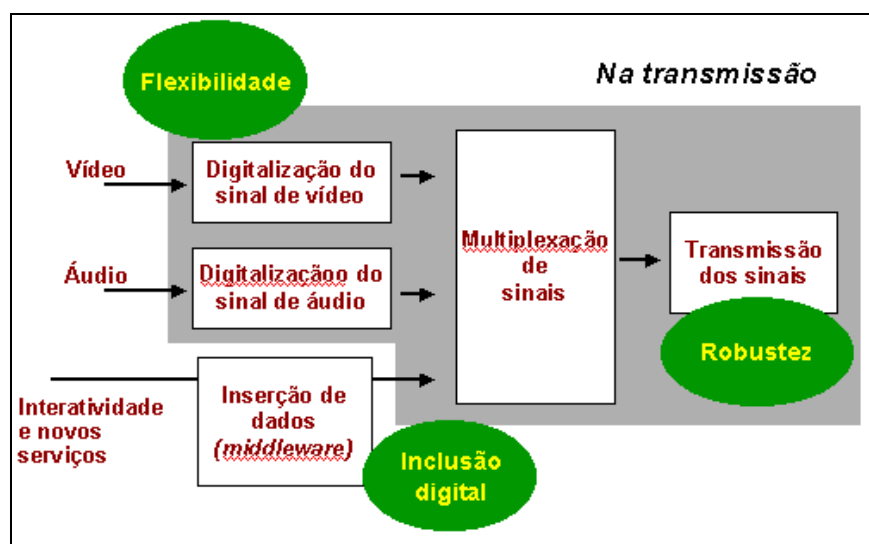 Flexibilidade
Na transmissão
Vídeo
Digitalização do
sinal de vídeo
Áudio
Digitalizaçãoo do
sinal de áudio
Multiplexação
de
sinais
Transmissão
dos sinais
Robustez
Interatividade
e novos
serviços
Inserção de
dados
(middleware)
Inclusão
digital